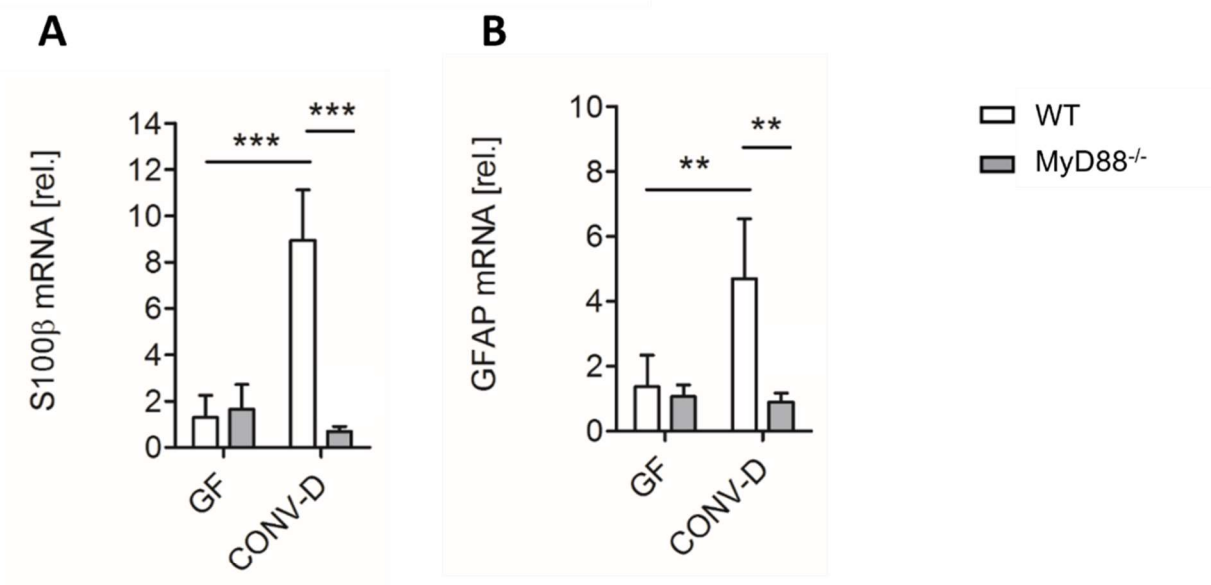 A
S100β mRNA [rel.]
14
12
10
8
6
4
2
0
***
***
GF
CONV-D
B
GFAP mRNA [rel.]
10
8
6
4
2
0
**
**
GF
CONV-D
WT
MyD88-/-